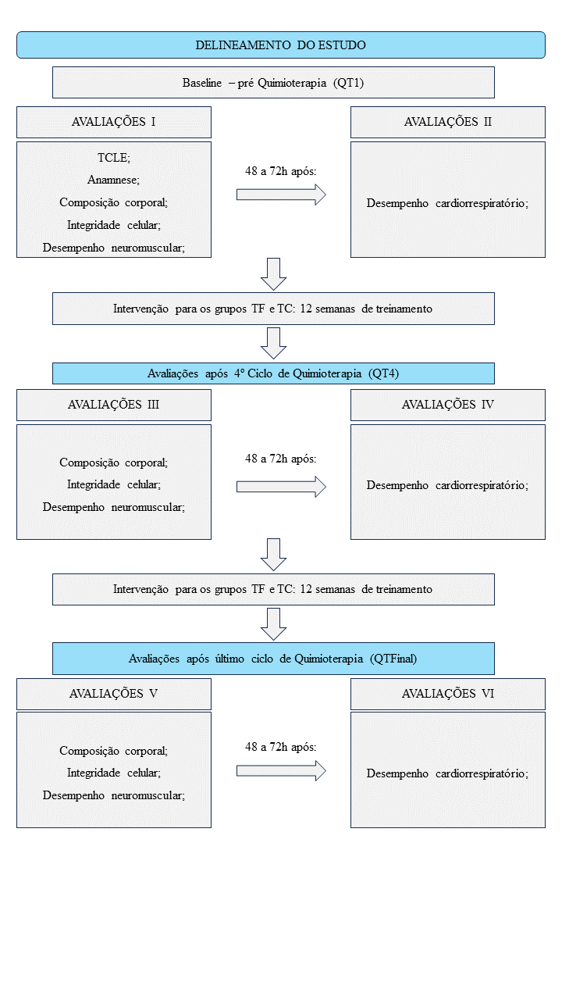 DELINEAMENTO DO ESTUDO
Baseline – pré Quimioterapia (QT1)
AVALIAÇÕES I
TCLE;
Anamnese;
Composição corporal;
Integridade celular;
Desempenho neuromuscular;
48 a 72h após:
AVALIAÇÕES II
Desempenho cardiorrespiratório;
Intervenção para os grupos TF e TC: 12 semanas de treinamento
Avaliações após 4º Ciclo de Quimioterapia (QT4)
AVALIAÇÕES III
Composição corporal;
Integridade celular;
Desempenho neuromuscular;
48 a 72h após:
AVALIAÇÕES IV
Desempenho cardiorrespiratório;
Intervenção para os grupos TF e TC: 12 semanas de treinamento
Avaliações após último ciclo de Quimioterapia (QTFinal)
AVALIAÇÕES V
Composição corporal;
Integridade celular;
Desempenho neuromuscular;
48 a 72h após:
AVALIAÇÕES VI
Desempenho cardiorrespiratório;